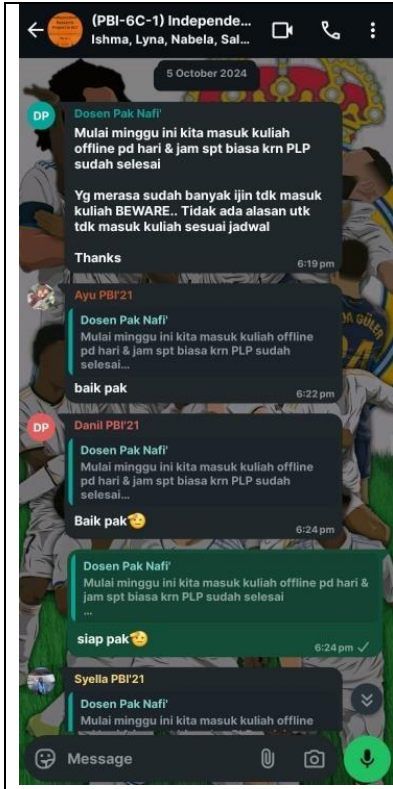 (PBI-6C-1) Independe...
Ishma, Lyna, Nabela, Sal...
5 October 2024
DP
Dosen Pak Nafi'
Mulai minggu ini kita masuk kuliah
offline pd hari & jam spt biasa krn PLP
sudah selesai
Yg merasa sudah banyak ijin tdk masuk
kuliah BEWARE.. Tidak ada alasan utk
tdk masuk kuliah sesuai jadwal
Thanks
6:19 pm
Ayu PBI'21
Dosen Pak Nafi'
Mulai minggu ini kita masuk kuliah offline
pd hari & jam spt biasa krn PLP sudah
selesai...
baik pak
6:22 pm
DP
Danil PBI'21
Dosen Pak Nafi'
Mulai minggu ini kita masuk kuliah offline
pd hari & jam spt biasa krn PLP sudah
selesai...
Baik pak🫡
6:24 pm
Dosen Pak Nafi'
Mulai minggu ini kita masuk kuliah offline pd hari &
jam spt biasa krn PLP sudah selesai
...
siap pak🫡
6:24 pm
Syella PBI'21
Dosen Pak Nafi'
Mulai minggu ini kita masuk kuliah offline
Message